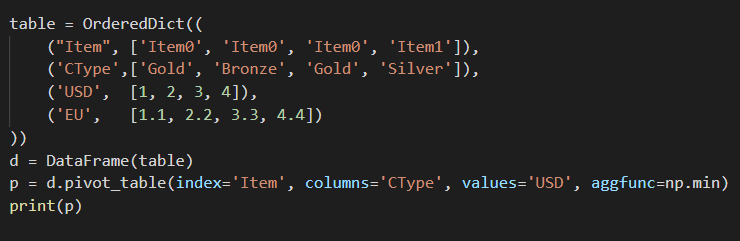 table = OrderedDict((
    ("Item", ['Item0', 'Item0', 'Item0', 'Item1']),
    ('CType',['Gold', 'Bronze', 'Gold', 'Silver']),
    ('USD',  [1, 2, 3, 4]),
    ('EU',   [1.1, 2.2, 3.3, 4.4])
))
d = DataFrame(table)
p = d.pivot_table(index='Item', columns='CType', values='USD', aggfunc=np.min)
print(p)